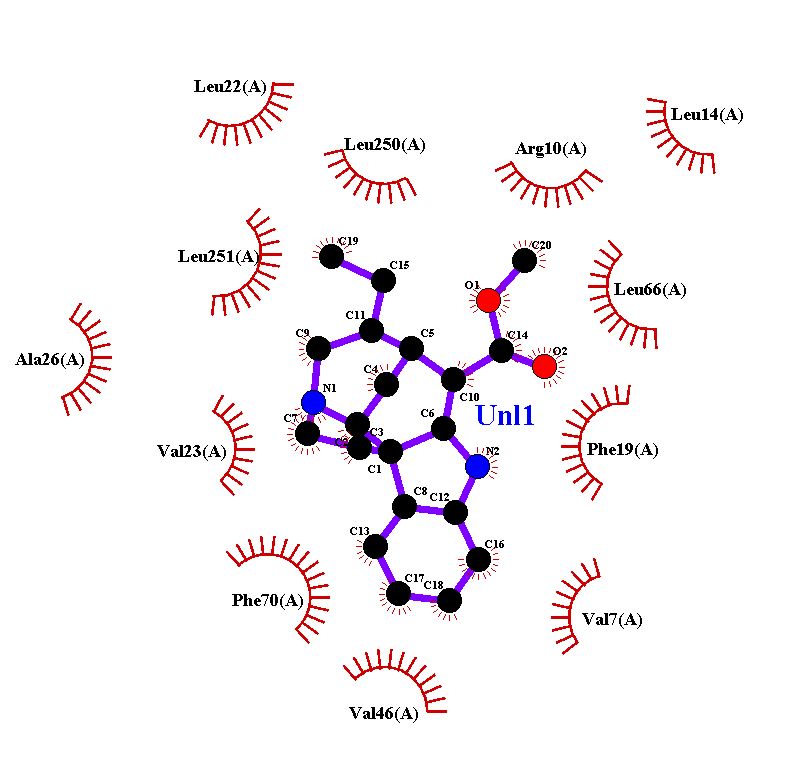 Leu22(A)
Leu14(A)
Leu250(A)
Arg10(A)
C19
C20
Leu251(A)
C15
O1
Leu66(A)
C11
C9
C5
C14
O2
Ala26(A)
C4
C10
N1
C7
Unl1
C6
C3
C2
Val23(A)
C1
N2
Phe19(A)
C8
C12
C13
C16
C17
C18
Phe70(A)
Val7(A)
Val46(A)